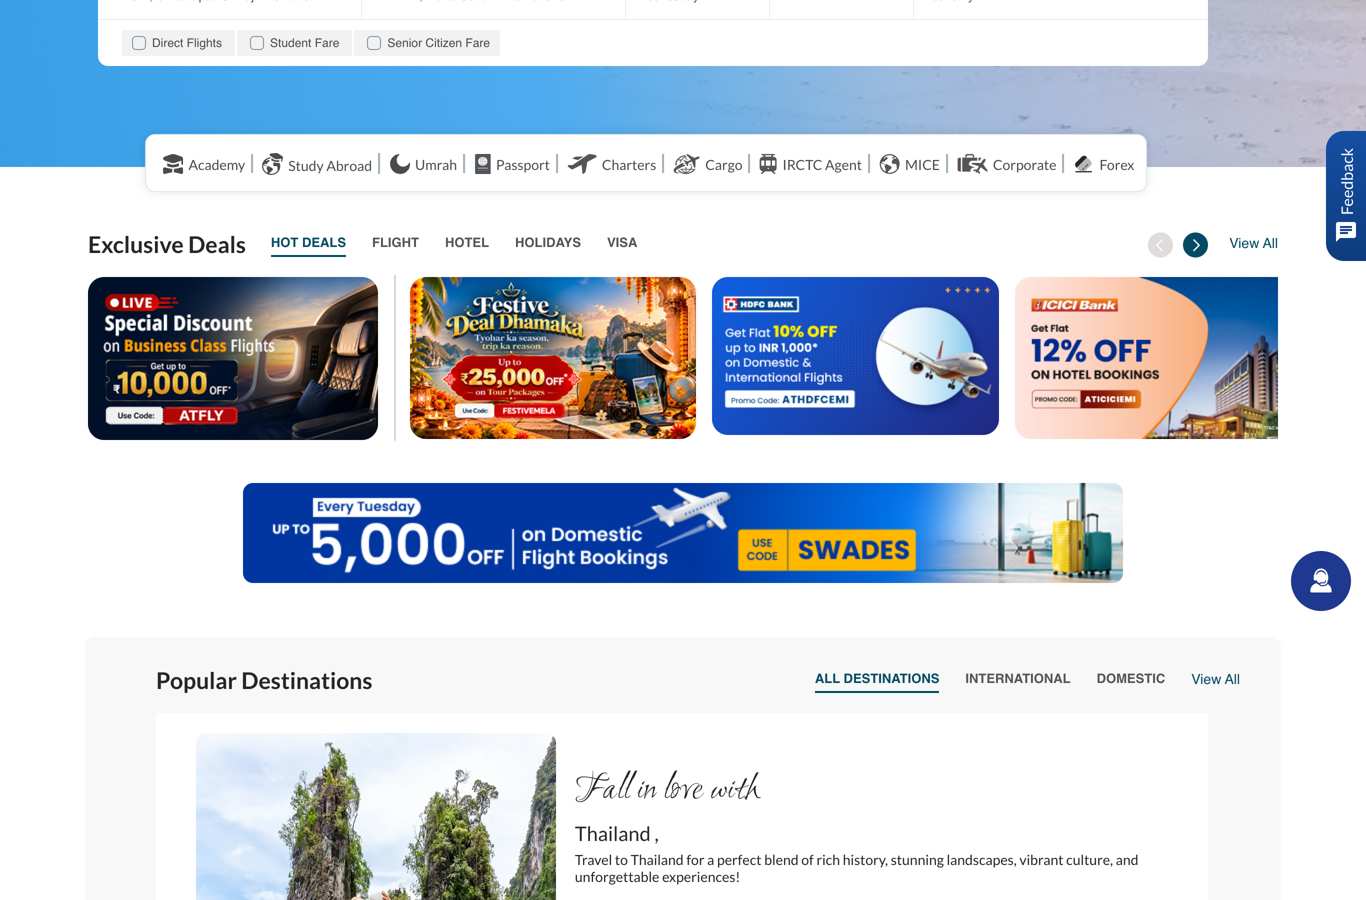 Direct Flights
Student Fare
Senior Citizen Fare
Academy
Study Abroad
Umrah
Passport
Charters
Cargo
IRCTC Agent
MICE
Corporate
Forex
Feedback
Exclusive Deals
HOT DEALS
FLIGHT
HOTEL
HOLIDAYS
VISA
View All
LIVE
Special Discount
on Business Class Flights
Get up to
₹10,000 OFF*
Use Code: ATFLY
Festive
Deal Dhamaka
Tyohar ka season,
trip ka reason.
Up to
₹25,000 OFF*
on Tour Packages
Use Code: FESTIVEMELA
HDFC BANK
Get Flat 10% OFF
up to INR 1,000*
on Domestic &
International Flights
Promo Code: ATHDFCEMI
ICICI Bank
Get Flat
12% OFF
ON HOTEL BOOKINGS
PROMO CODE: ATICICIEMI
Every Tuesday
UP TO 5,000 OFF
on Domestic
Flight Bookings
USE
CODE
SWADES
Popular Destinations
ALL DESTINATIONS
INTERNATIONAL
DOMESTIC
View All
Fall in love with
Thailand ,
Travel to Thailand for a perfect blend of rich history, stunning landscapes, vibrant culture, and
unforgettable experiences!